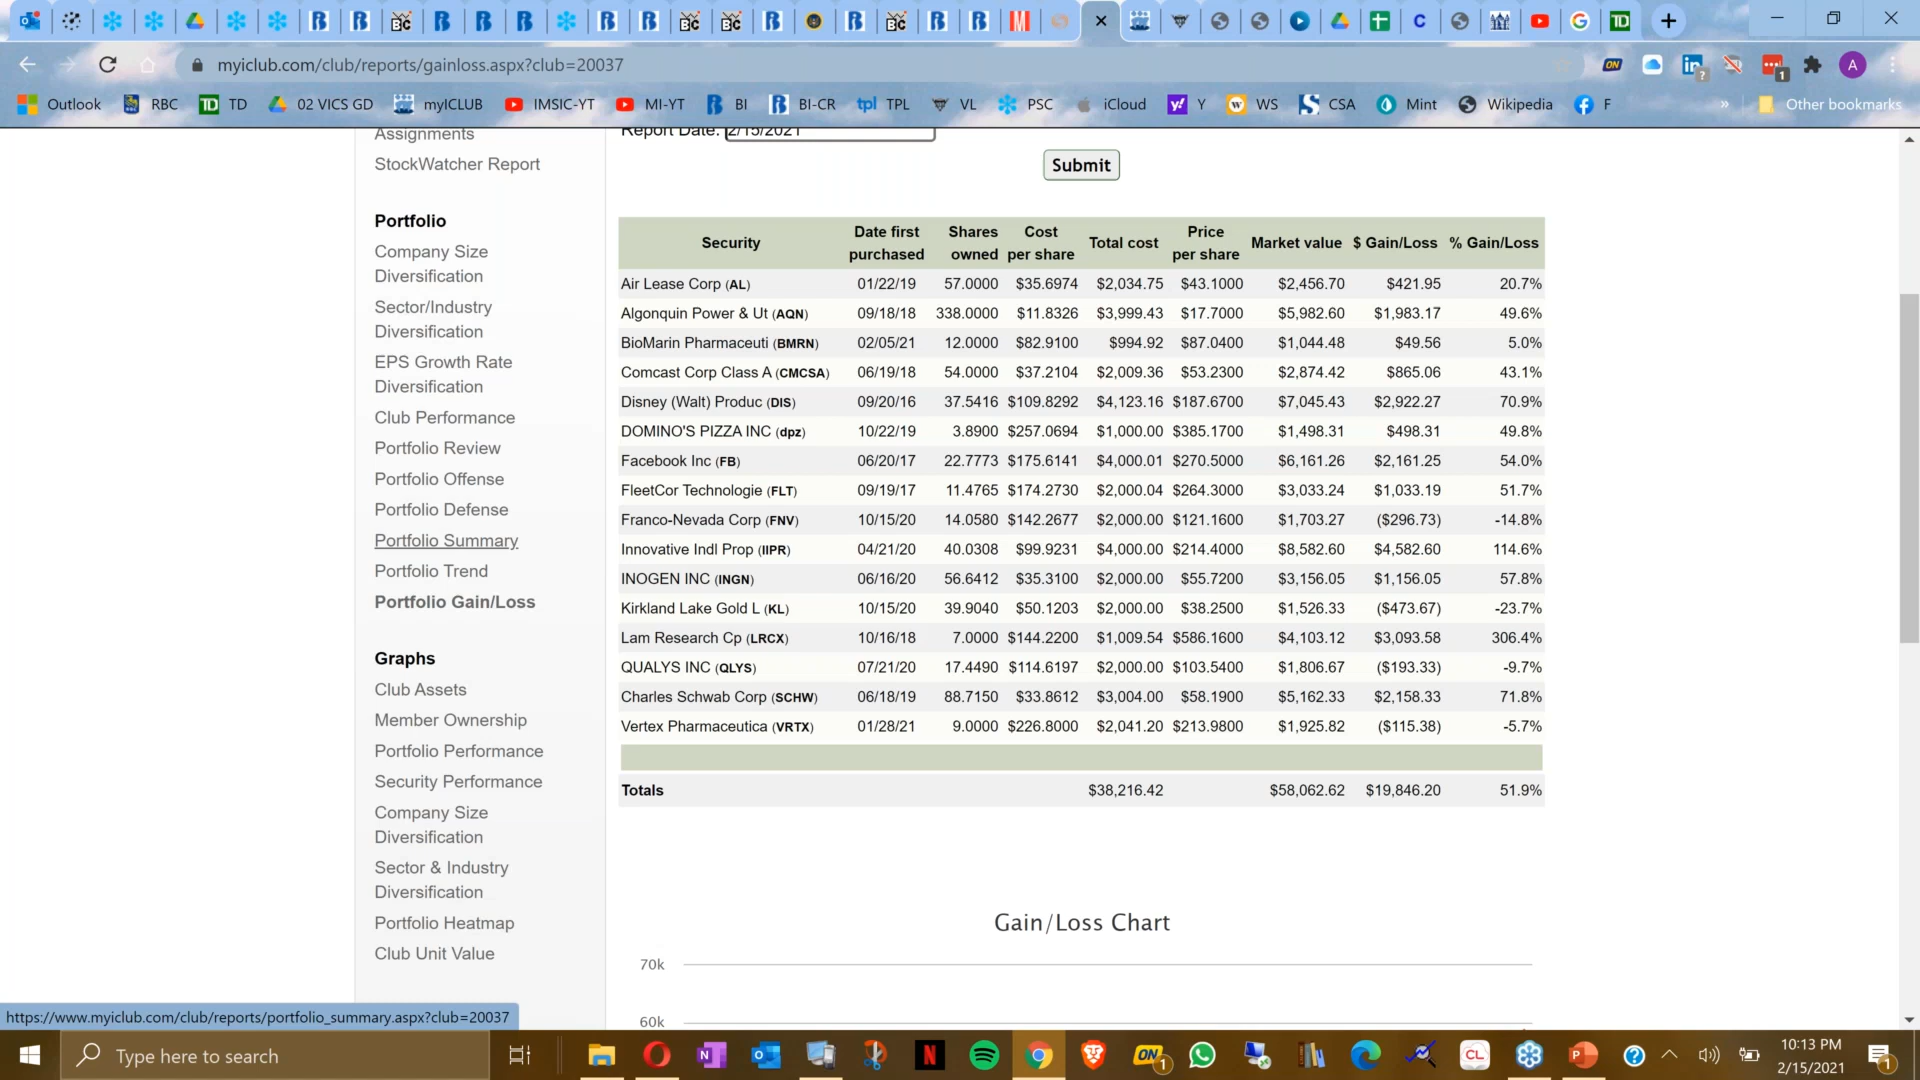 myiclub.com/club/reports/gainloss.aspx?club=20037
Outlook RBC TD 02 VICS GD myICLUB IMSIC-YT MI-YT BI BI-CR TPL VL PSC iCloud Y WS CSA Mint Wikipedia F » Other bookmarks
Assignments
StockWatcher Report
Portfolio
Company Size
Diversification
Sector/Industry
Diversification
EPS Growth Rate
Diversification
Club Performance
Portfolio Review
Portfolio Offense
Portfolio Defense
Portfolio Summary
Portfolio Trend
Portfolio Gain/Loss
Graphs
Club Assets
Member Ownership
Portfolio Performance
Security Performance
Company Size
Diversification
Sector & Industry
Diversification
Portfolio Heatmap
Club Unit Value
Report Date: 2/15/2021
Submit
Security Date first purchased Shares owned Cost per share Total cost Price per share Market value $ Gain/Loss % Gain/Loss
Air Lease Corp (AL) 01/22/19 57.0000 $35.6974 $2,034.75 $43.1000 $2,456.70 $421.95 20.7%
Algonquin Power & Ut (AQN) 09/18/18 338.0000 $11.8326 $3,999.43 $17.7000 $5,982.60 $1,983.17 49.6%
BioMarin Pharmaceuti (BMRN) 02/05/21 12.0000 $82.9100 $994.92 $87.0400 $1,044.48 $49.56 5.0%
Comcast Corp Class A (CMCSA) 06/19/18 54.0000 $37.2104 $2,009.36 $53.2300 $2,874.42 $865.06 43.1%
Disney (Walt) Produc (DIS) 09/20/16 37.5416 $109.8292 $4,123.16 $187.6700 $7,045.43 $2,922.27 70.9%
DOMINO'S PIZZA INC (dpz) 10/22/19 3.8900 $257.0694 $1,000.00 $385.1700 $1,498.31 $498.31 49.8%
Facebook Inc (FB) 06/20/17 22.7773 $175.6141 $4,000.01 $270.5000 $6,161.26 $2,161.25 54.0%
FleetCor Technologie (FLT) 09/19/17 11.4765 $174.2730 $2,000.04 $264.3000 $3,033.24 $1,033.19 51.7%
Franco-Nevada Corp (FNV) 10/15/20 14.0580 $142.2677 $2,000.00 $121.1600 $1,703.27 ($296.73) -14.8%
Innovative Indl Prop (IIPR) 04/21/20 40.0308 $99.9231 $4,000.00 $214.4000 $8,582.60 $4,582.60 114.6%
INOGEN INC (INGN) 06/16/20 56.6412 $35.3100 $2,000.00 $55.7200 $3,156.05 $1,156.05 57.8%
Kirkland Lake Gold L (KL) 10/15/20 39.9040 $50.1203 $2,000.00 $38.2500 $1,526.33 ($473.67) -23.7%
Lam Research Cp (LRCX) 10/16/18 7.0000 $144.2200 $1,009.54 $586.1600 $4,103.12 $3,093.58 306.4%
QUALYS INC (QLYS) 07/21/20 17.4490 $114.6197 $2,000.00 $103.5400 $1,806.67 ($193.33) -9.7%
Charles Schwab Corp (SCHW) 06/18/19 88.7150 $33.8612 $3,004.00 $58.1900 $5,162.33 $2,158.33 71.8%
Vertex Pharmaceutica (VRTX) 01/28/21 9.0000 $226.8000 $2,041.20 $213.9800 $1,925.82 ($115.38) -5.7%
Totals $38,216.42 $58,062.62 $19,846.20 51.9%
Gain/Loss Chart
70k
60k
https://www.myiclub.com/club/reports/portfolio_summary.aspx?club=20037
Type here to search
10:13 PM
2/15/2021